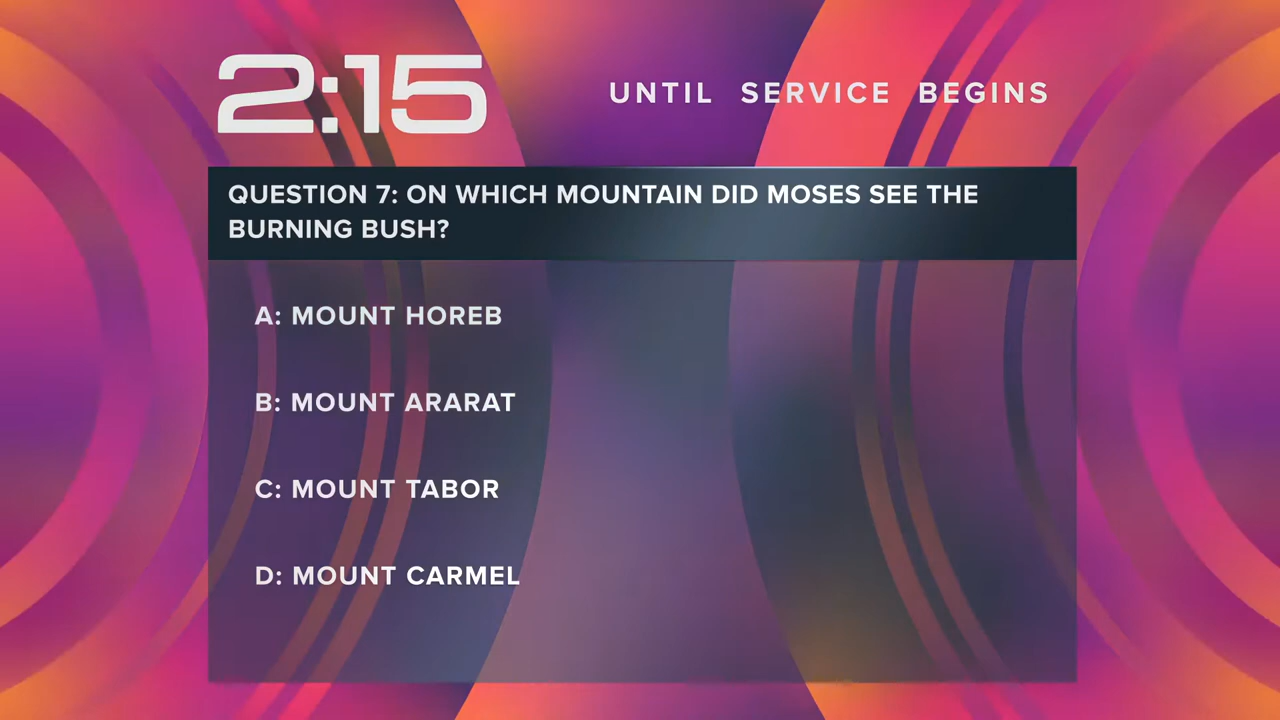 2:15
UNTIL SERVICE BEGINS
QUESTION 7: ON WHICH MOUNTAIN DID MOSES SEE THE
BURNING BUSH?
A: MOUNT HOREB
B: MOUNT ARARAT
C: MOUNT TABOR
D: MOUNT CARMEL